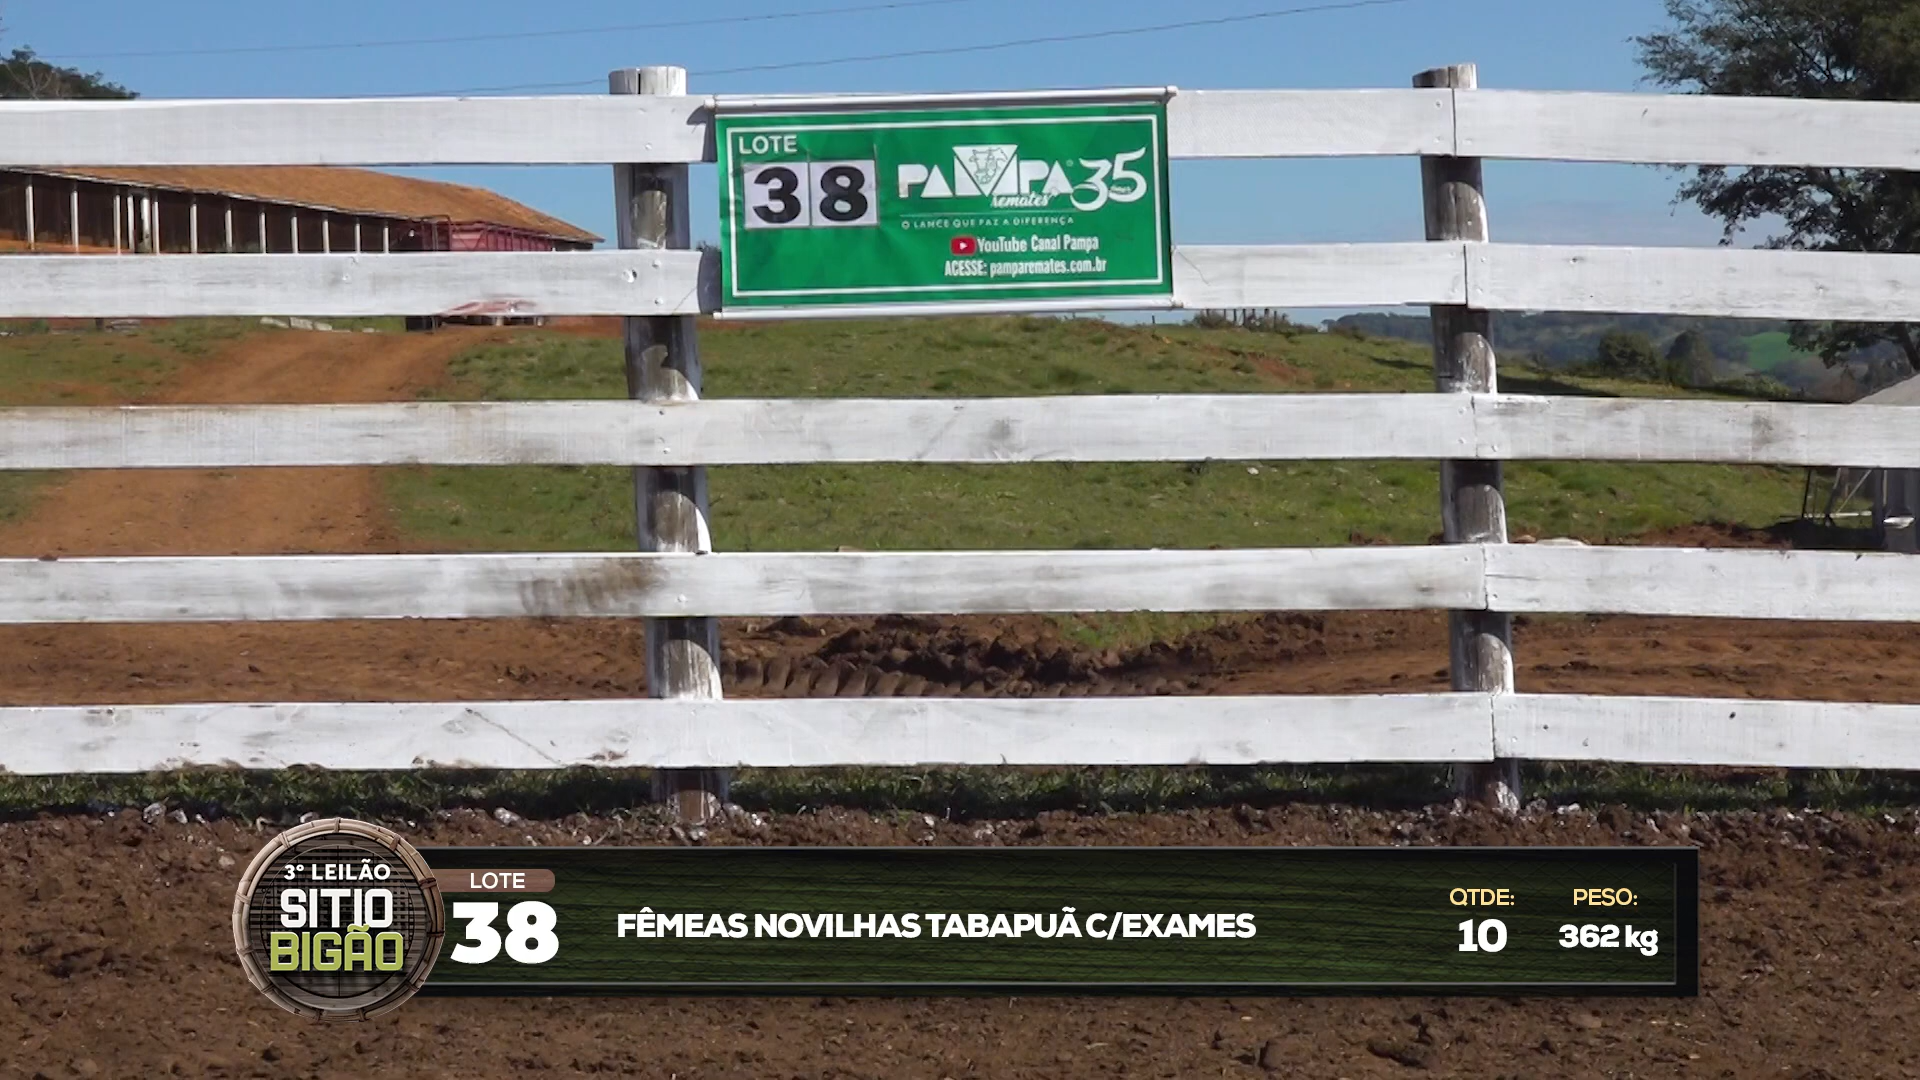 LOTE
38
PAMPA® 35
remates anos
O LANCE QUE FAZ A DIFERENÇA
YouTube Canal Pampa
ACESSE: pamparemates.com.br
3º LEILÃO
SITIO
BIGÃO
LOTE
38
FÊMEAS NOVILHAS TABAPUÃ C/EXAMES
QTDE:
10
PESO:
362 kg